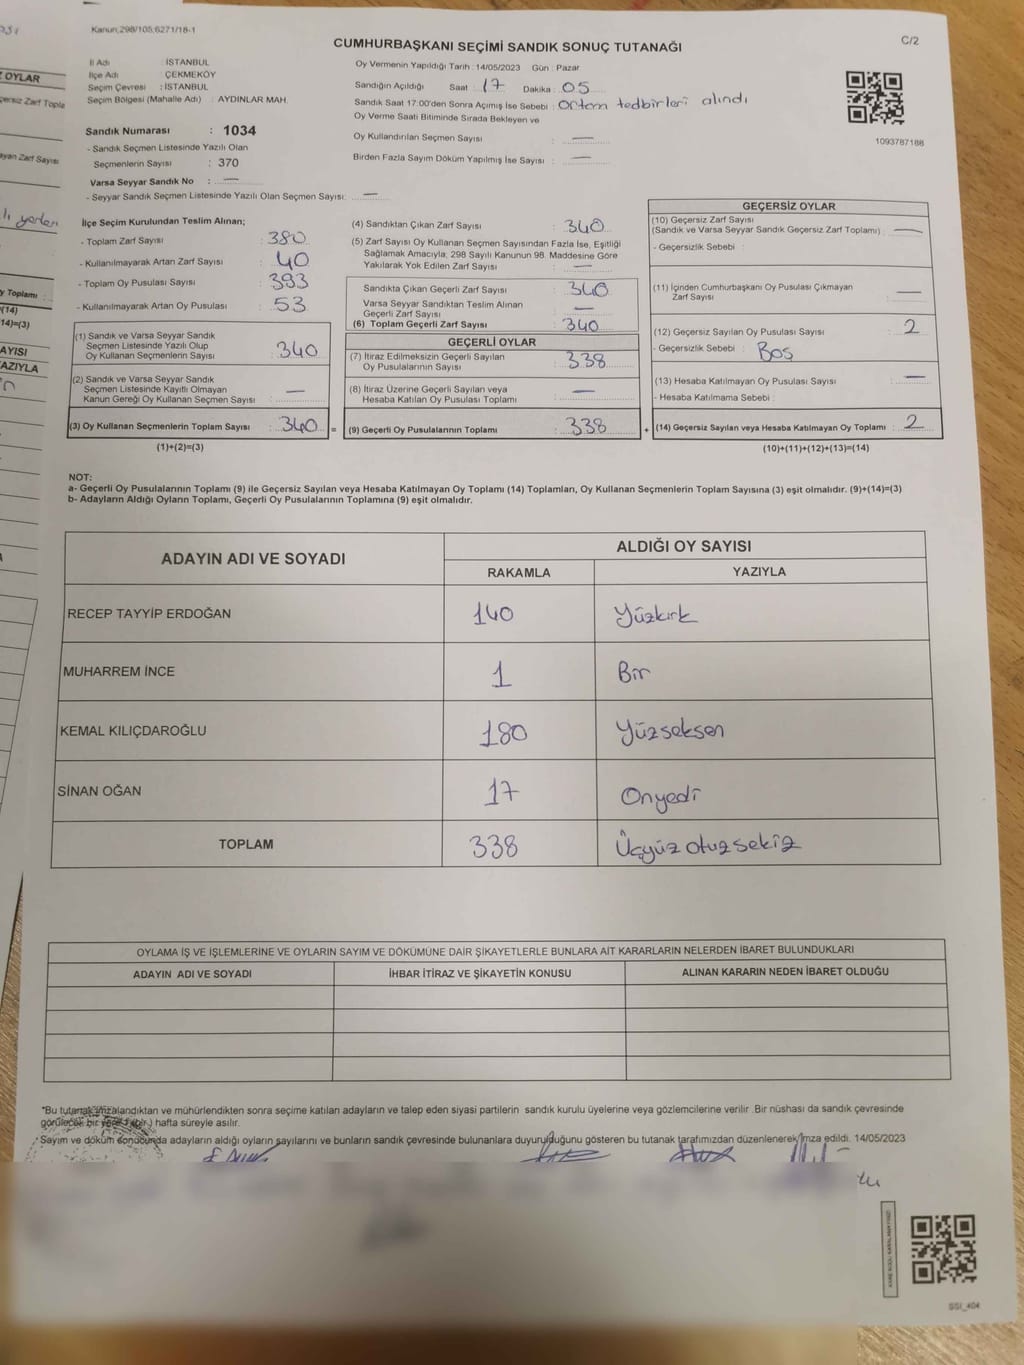 Kanun,298/105,6271/18-1
C/2
CUMHURBAŞKANI SEÇİMİ SANDIK SONUÇ TUTANAĞI
İl Adı : İSTANBUL
İlçe Adı : ÇEKMEKÖY
Seçim Çevresi : İSTANBUL
Seçim Bölgesi (Mahalle Adı) : AYDINLAR MAH.
Oy Vermenin Yapıldığı Tarih : 14/05/2023 Gün : Pazar
Sandığın Açıldığı Saat : 17 Dakika : 05
Sandık Saat 17:00'den Sonra Açımış İse Sebebi : Ortam tedbirleri alındı
Oy Verme Saati Bitiminde Sırada Bekleyen ve
Oy Kullandırılan Seçmen Sayısı : —
Birden Fazla Sayım Döküm Yapılmış İse Sayısı : —
1093787188
Sandık Numarası : 1034
- Sandık Seçmen Listesinde Yazılı Olan
Seçmenlerin Sayısı : 370
Varsa Seyyar Sandık No : —
- Seyyar Sandık Seçmen Listesinde Yazılı Olan Seçmen Sayısı: —
İlçe Seçim Kurulundan Teslim Alınan;
- Toplam Zarf Sayısı : 380
- Kullanılmayarak Artan Zarf Sayısı : 40
- Toplam Oy Pusulası Sayısı : 393
- Kullanılmayarak Artan Oy Pusulası : 53
(1) Sandık ve Varsa Seyyar Sandık
Seçmen Listesinde Yazılı Olup
Oy Kullanan Seçmenlerin Sayısı : 340
(2) Sandık ve Varsa Seyyar Sandık
Seçmen Listesinde Kayıtlı Olmayan
Kanun Gereği Oy Kullanan Seçmen Sayısı : —
(3) Oy Kullanan Seçmenlerin Toplam Sayısı : 340 =
(1)+(2)=(3)
(4) Sandıktan Çıkan Zarf Sayısı : 340
(5) Zarf Sayısı Oy Kullanan Seçmen Sayısından Fazla İse, Eşitliği
Sağlamak Amacıyla, 298 Sayılı Kanunun 98. Maddesine Göre
Yakılarak Yok Edilen Zarf Sayısı : —
Sandıkta Çıkan Geçerli Zarf Sayısı : 340
Varsa Seyyar Sandıktan Teslim Alınan
Geçerli Zarf Sayısı : —
(6) Toplam Geçerli Zarf Sayısı : 340
GEÇERLİ OYLAR
(7) İtiraz Edilmeksizin Geçerli Sayılan
Oy Pusulalarının Sayısı : 338
(8) İtiraz Üzerine Geçerli Sayılan veya
Hesaba Katılan Oy Pusulası Toplamı : —
(9) Geçerli Oy Pusulalarının Toplamı : 338 +
GEÇERSİZ OYLAR
(10) Geçersiz Zarf Sayısı
(Sandık ve Varsa Seyyar Sandık Geçersiz Zarf Toplamı) : —
- Geçersizlik Sebebi :
(11) İçinden Cumhurbaşkanı Oy Pusulası Çıkmayan
Zarf Sayısı : —
(12) Geçersiz Sayılan Oy Pusulası Sayısı : 2
- Geçersizlik Sebebi : Boş
(13) Hesaba Katılmayan Oy Pusulası Sayısı : —
- Hesaba Katılmama Sebebi :
(14) Geçersiz Sayılan veya Hesaba Katılmayan Oy Toplamı : 2
(10)+(11)+(12)+(13)=(14)
NOT:
a- Geçerli Oy Pusulalarının Toplamı (9) ile Geçersiz Sayılan veya Hesaba Katılmayan Oy Toplamı (14) Toplamları, Oy Kullanan Seçmenlerin Toplam Sayısına (3) eşit olmalıdır. (9)+(14)=(3)
b- Adayların Aldığı Oyların Toplamı, Geçerli Oy Pusulalarının Toplamına (9) eşit olmalıdır.
ADAYIN ADI VE SOYADI
ALDIĞI OY SAYISI
RAKAMLA YAZIYLA
RECEP TAYYİP ERDOĞAN 140 Yüzkırk
MUHARREM İNCE 1 Bir
KEMAL KILIÇDAROĞLU 180 Yüzseksen
SİNAN OĞAN 17 Onyedi
TOPLAM 338 Üçyüz otuz sekiz
OYLAMA İŞ VE İŞLEMLERİNE VE OYLARIN SAYIM VE DÖKÜMÜNE DAİR ŞİKAYETLERLE BUNLARA AİT KARARLARIN NELERDEN İBARET BULUNDUKLARI
ADAYIN ADI VE SOYADI İHBAR İTİRAZ VE ŞİKAYETİN KONUSU ALINAN KARARIN NEDEN İBARET OLDUĞU
*Bu tutanak imzalandıktan ve mühürlendikten sonra seçime katılan adayların ve talep eden siyasi partilerin sandık kurulu üyelerine veya gözlemcilerine verilir. Bir nüshası da sandık çevresinde
görülecek bir yere 1 (bir) hafta süreyle asılır.
Sayım ve döküm sonucunda adayların aldığı oyların sayılarını ve bunların sandık çevresinde bulunanlara duyurulduğunu gösteren bu tutanak tarafımızdan düzenlenerek imza edildi. 14/05/2023
SSI_404